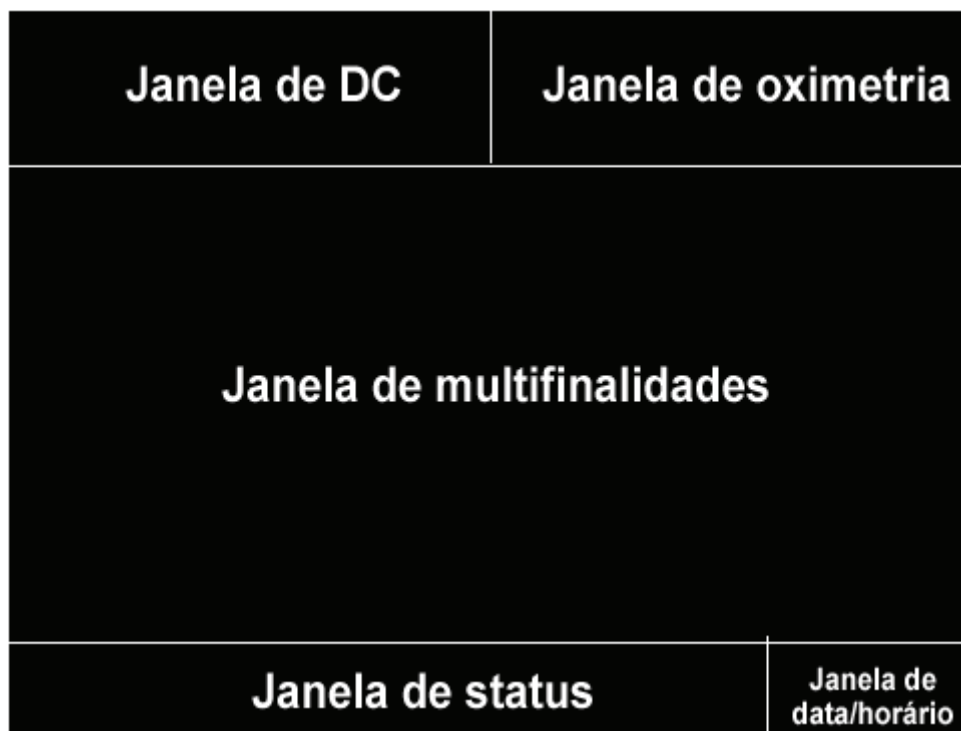 Janela de DC
Janela de oximetria
Janela de multifinalidades
Janela de status
Janela de
data/horário